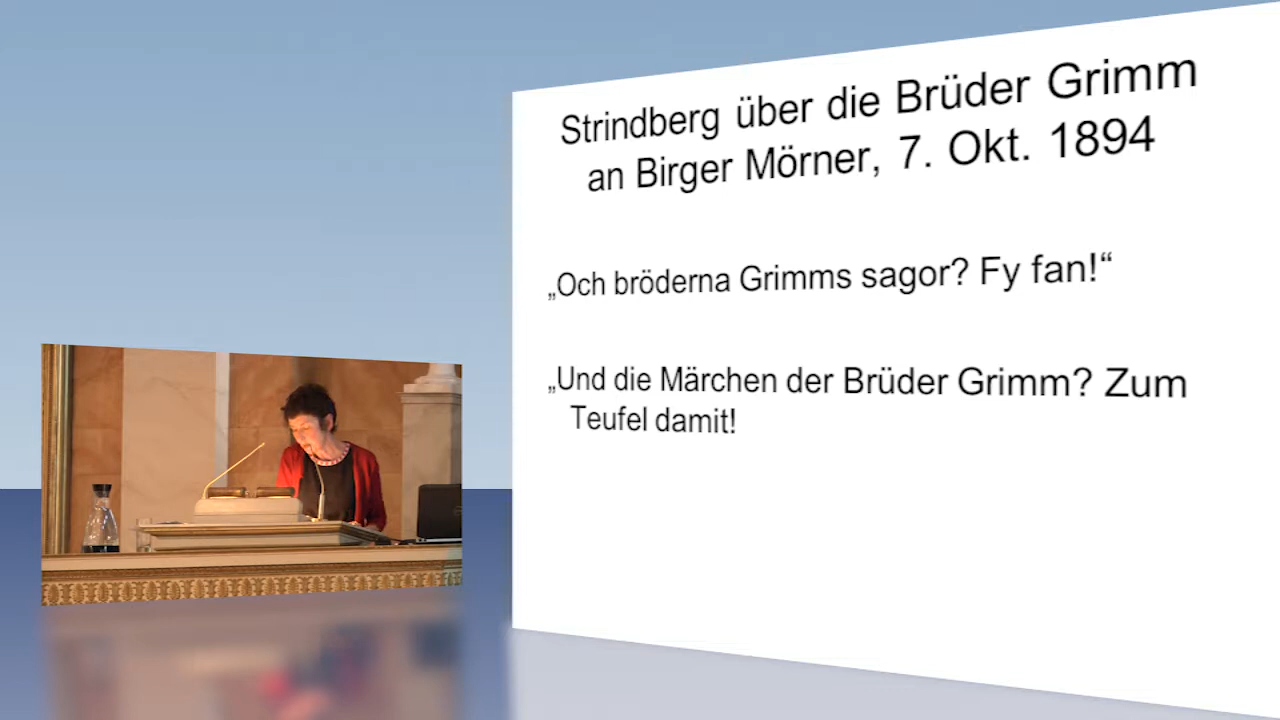 Strindberg über die Brüder Grimm
an Birger Mörner, 7. Okt. 1894
„Och bröderna Grimms sagor? Fy fan!“
„Und die Märchen der Brüder Grimm? Zum
Teufel damit!